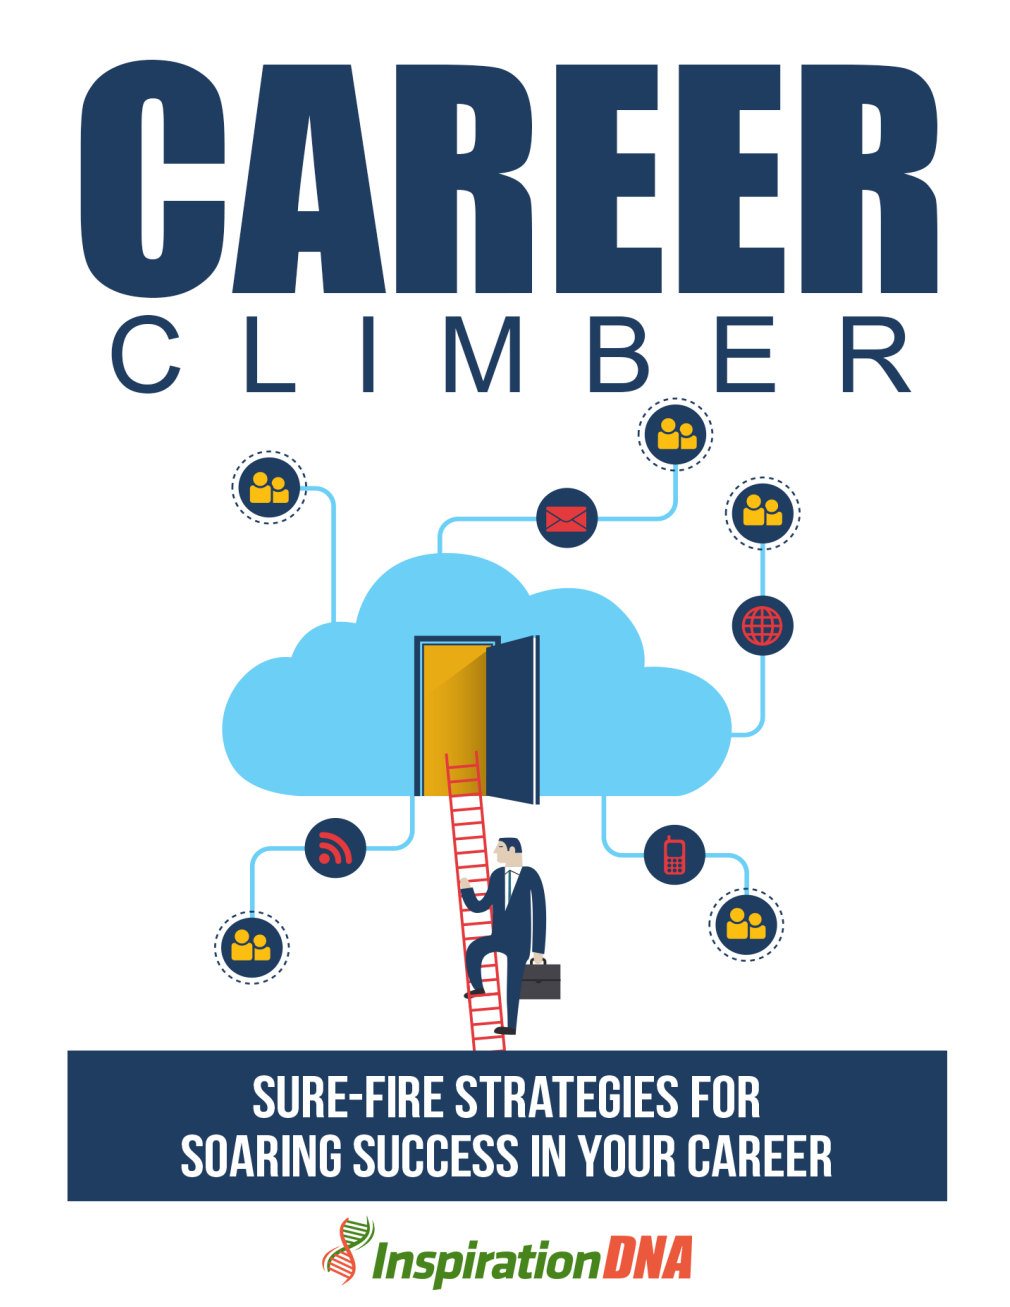 CAREER
CLIMBER
SURE-FIRE STRATEGIES FOR
SOARING SUCCESS IN YOUR CAREER
InspirationDNA